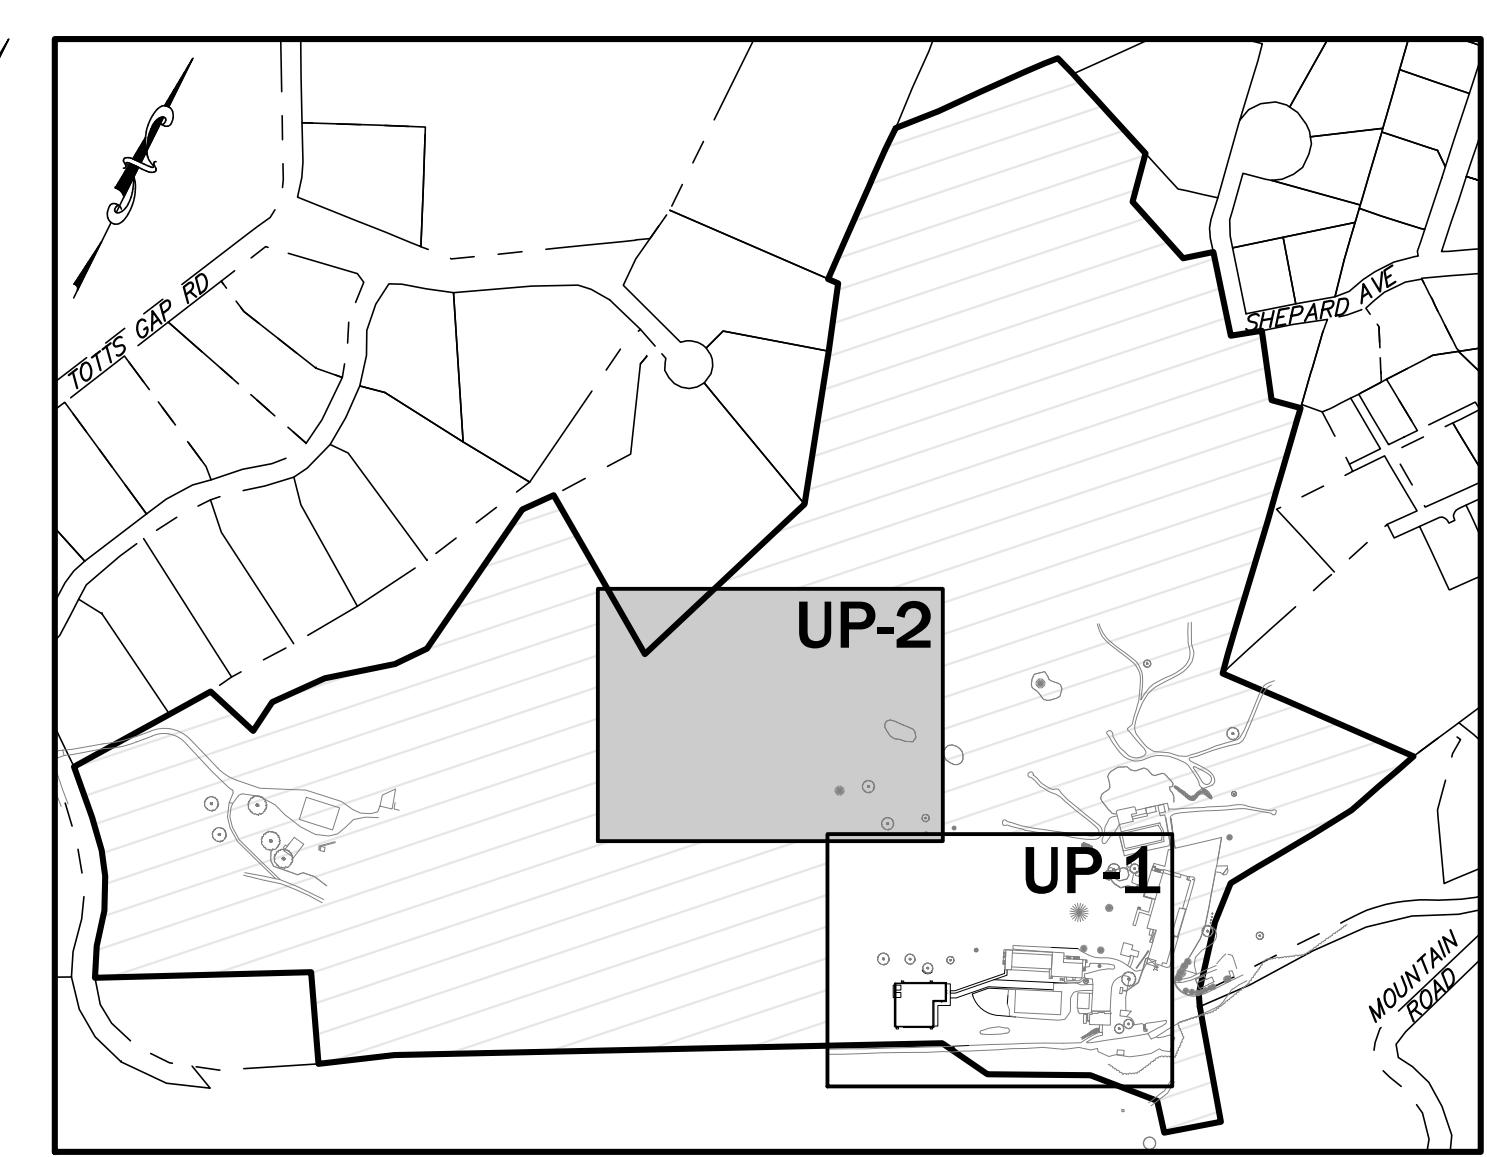 TOTTS GAP RD
SHEPARD AVE
UP-2
UP-1
MOUNTAIN
ROAD